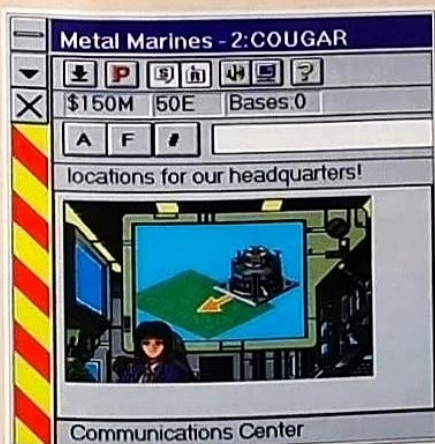 Metal Marines - 2:COUGAR
P S ?
$150M 50E Bases:0
A F
locations for our headquarters!
Communications Center